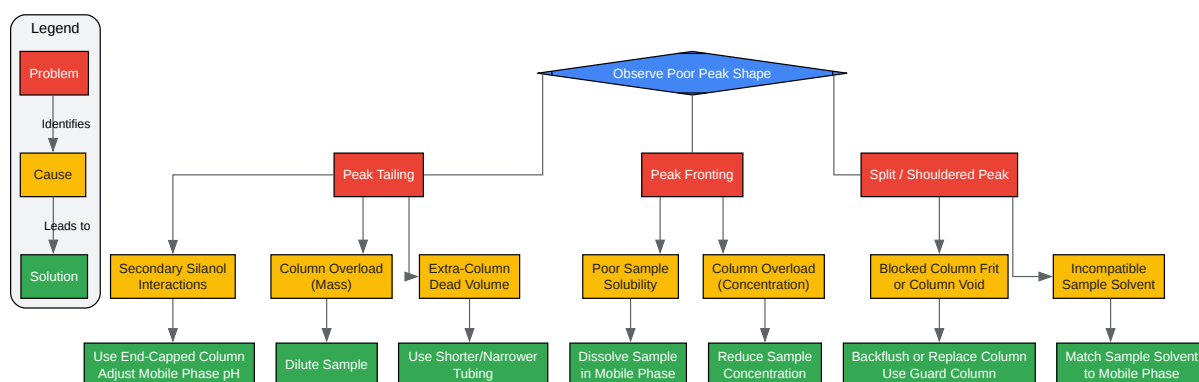 Legend
Problem
Identifies
Cause
Leads to
Solution
Observe Poor Peak Shape
Peak Tailing
Peak Fronting
Split / Shouldered Peak
Secondary Silanol
Interactions
Column Overload
(Mass)
Extra-Column
Dead Volume
Poor Sample
Solubility
Column Overload
(Concentration)
Blocked Column Frit
or Column Void
Incompatible
Sample Solvent
Use End-Capped Column
Adjust Mobile Phase pH
Dilute Sample
Use Shorter/Narrower
Tubing
Dissolve Sample
in Mobile Phase
Reduce Sample
Concentration
Backflush or Replace Column
Use Guard Column
Match Sample Solvent
to Mobile Phase